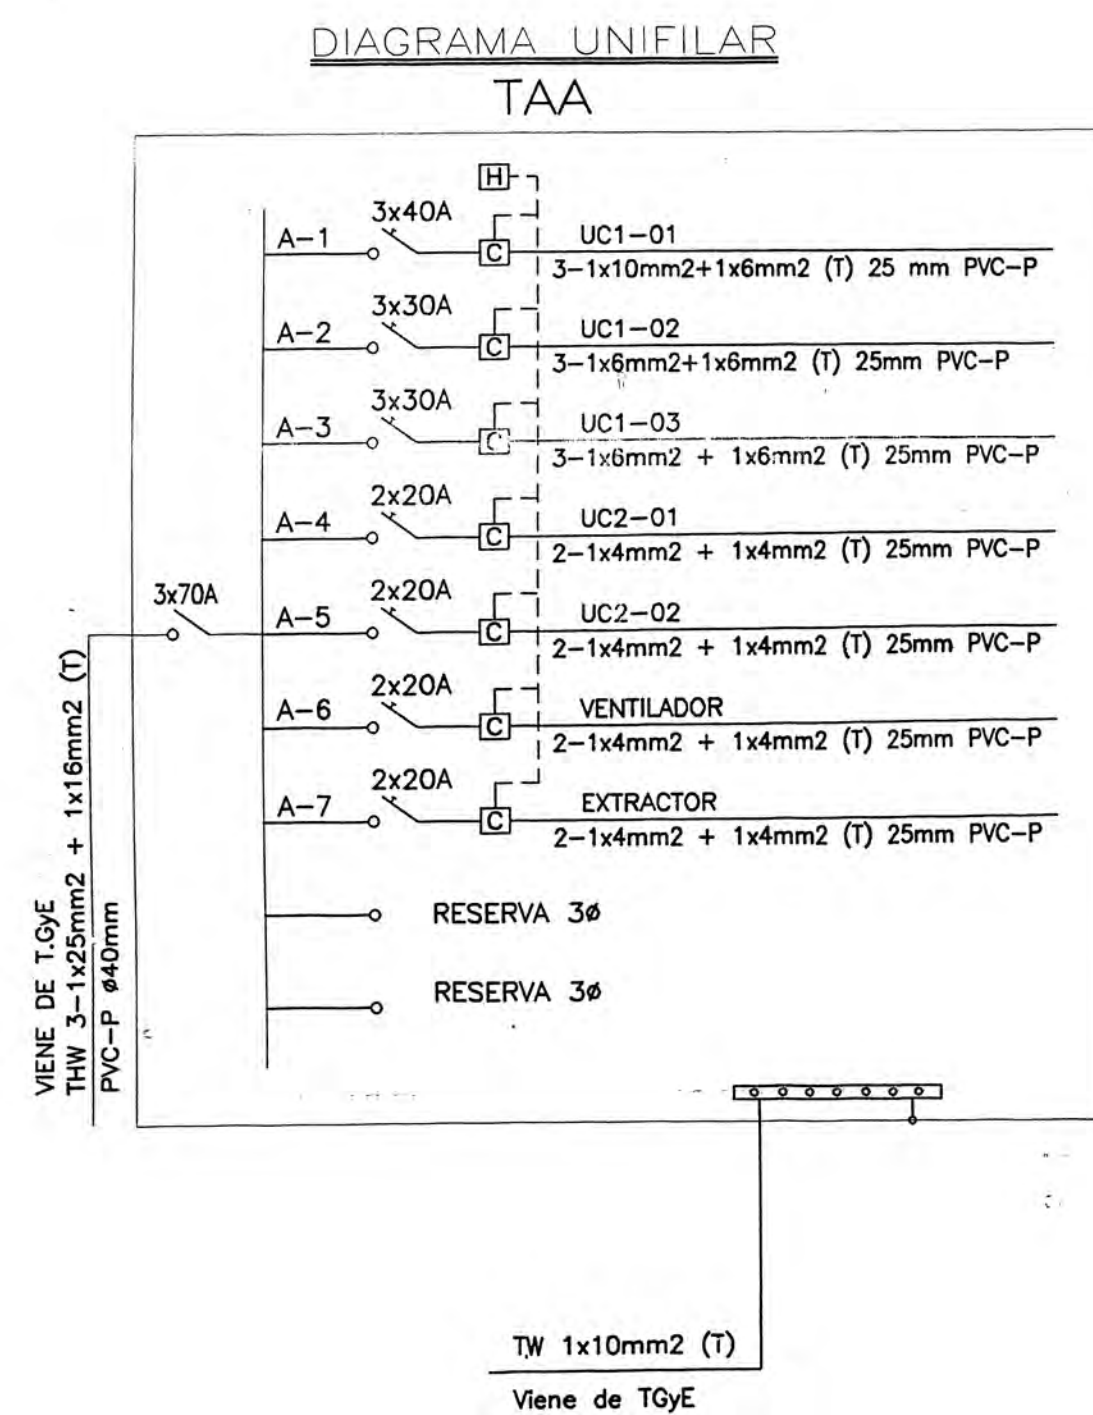 DIAGRAMA UNIFILAR
TAA
H
3x40A
A-1
C
UC1-01
3-1x10mm2+1x6mm2 (T) 25 mm PVC-P
3x30A
A-2
C
UC1-02
3-1x6mm2+1x6mm2 (T) 25mm PVC-P
3x30A
A-3
C
UC1-03
3-1x6mm2 + 1x6mm2 (T) 25mm PVC-P
2x20A
A-4
C
UC2-01
2-1x4mm2 + 1x4mm2 (T) 25mm PVC-P
3x70A
2x20A
A-5
C
UC2-02
2-1x4mm2 + 1x4mm2 (T) 25mm PVC-P
2x20A
A-6
C
VENTILADOR
2-1x4mm2 + 1x4mm2 (T) 25mm PVC-P
2x20A
A-7
C
EXTRACTOR
2-1x4mm2 + 1x4mm2 (T) 25mm PVC-P
RESERVA 3ø
RESERVA 3ø
VIENE DE T.GyE
THW 3-1x25mm2 + 1x16mm2 (T)
PVC-P ø40mm
TW 1x10mm2 (T)
Viene de TGyE